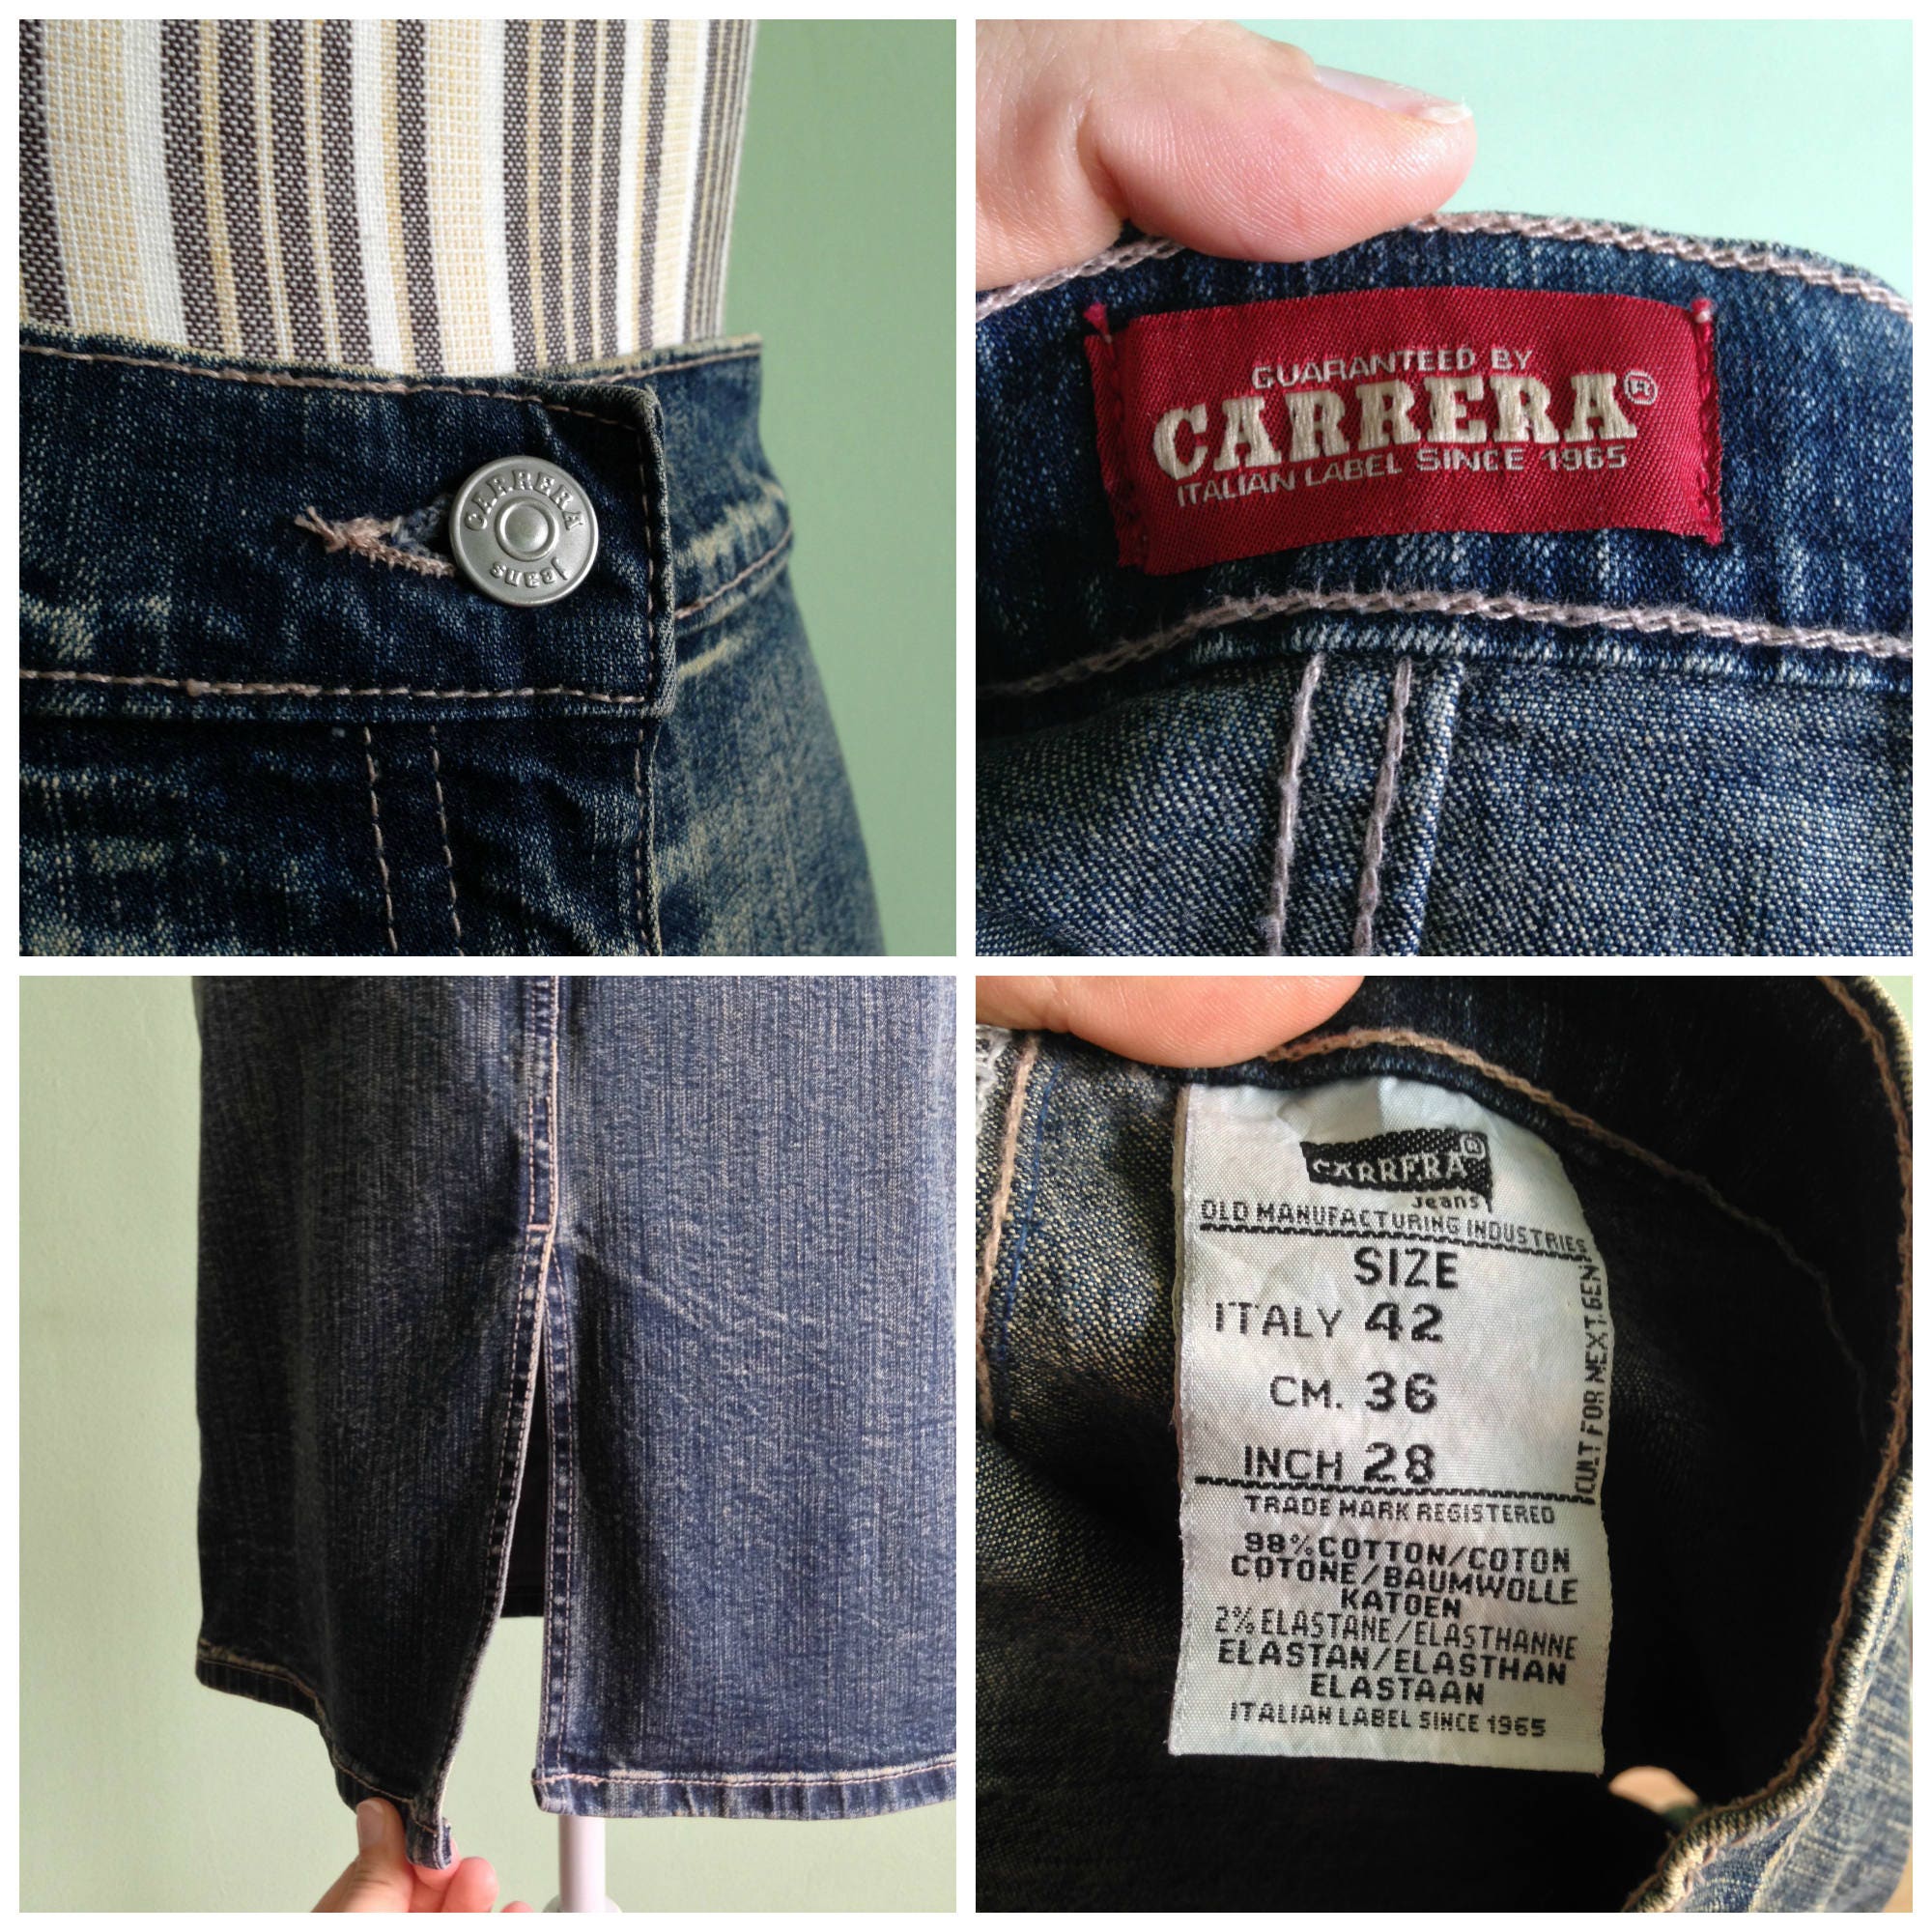 CARRERA
Jeans
GUARANTEED BY
CARRERA®
ITALIAN LABEL SINCE 1965
CARRERA®
Jeans
OLD MANUFACTURING INDUSTRIES
SIZE
ITALY 42
CM. 36
INCH 28
CULT FOR NEXT GEN
TRADE MARK REGISTERED
98%COTTON/COTON
COTONE/BAUMWOLLE
KATOEN
2%ELASTANE/ELASTHANNE
ELASTAN/ELASTHAN
ELASTAAN
ITALIAN LABEL SINCE 1965